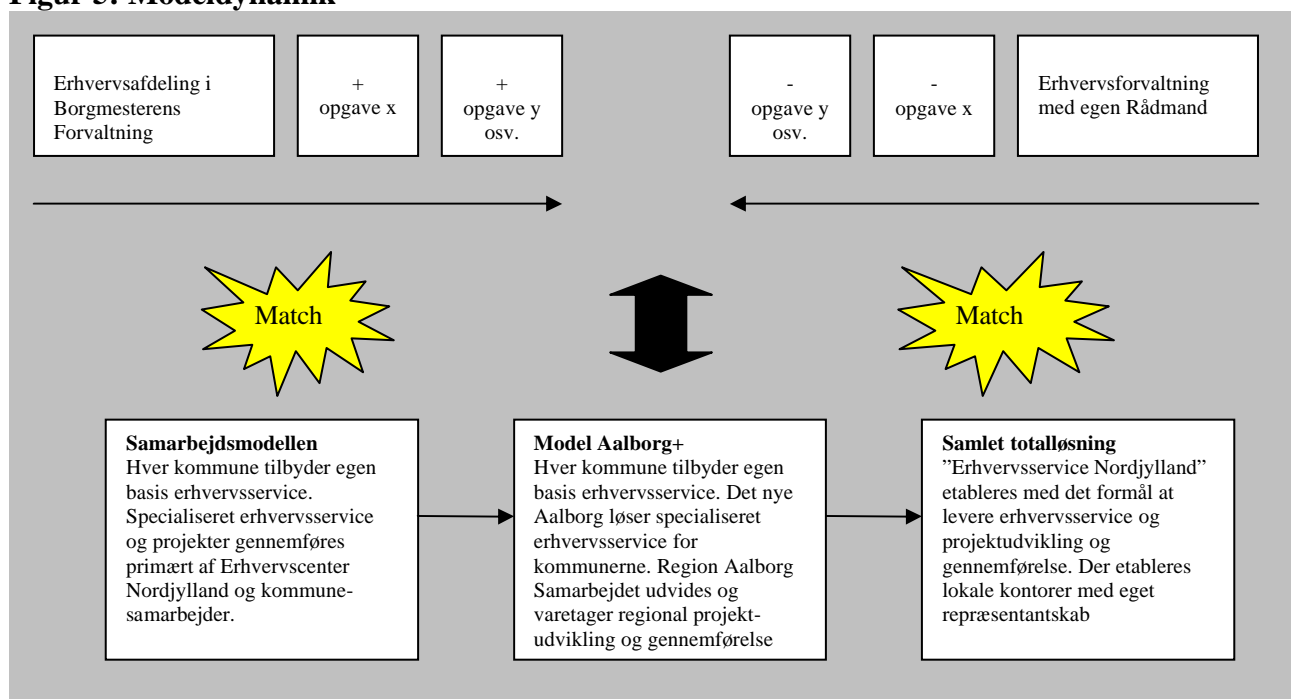 Figur 5: Modeldynamik
Erhvervsafdeling i
Borgmesterens
Forvaltning
+
opgave x
+
opgave y
osv.
-
opgave y
osv.
-
opgave x
Erhvervsforvaltning
med egen Rådmand
Match
Match
Samarbejdsmodellen
Hver kommune tilbyder egen
basis erhvervsservice.
Specialiseret erhvervsservice
og projekter gennemføres
primært af Erhvervscenter
Nordjylland og kommune-
samarbejder.
Model Aalborg+
Hver kommune tilbyder egen
basis erhvervsservice. Det nye
Aalborg løser specialiseret
erhvervsservice for
kommunerne. Region Aalborg
Samarbejdet udvides og
varetager regional projekt-
udvikling og gennemførelse
Samlet totalløsning
”Erhvervsservice Nordjylland”
etableres med det formål at
levere erhvervsservice og
projektudvikling og
gennemførelse. Der etableres
lokale kontorer med eget
repræsentantskab